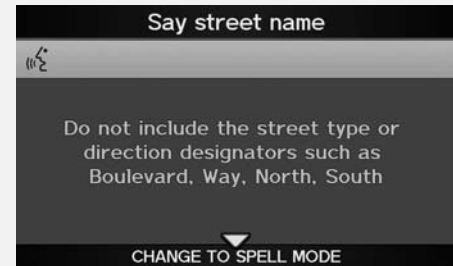 Say street name
Do not include the street type or
direction designators such as
Boulevard, Way, North, South
CHANGE TO SPELL MODE